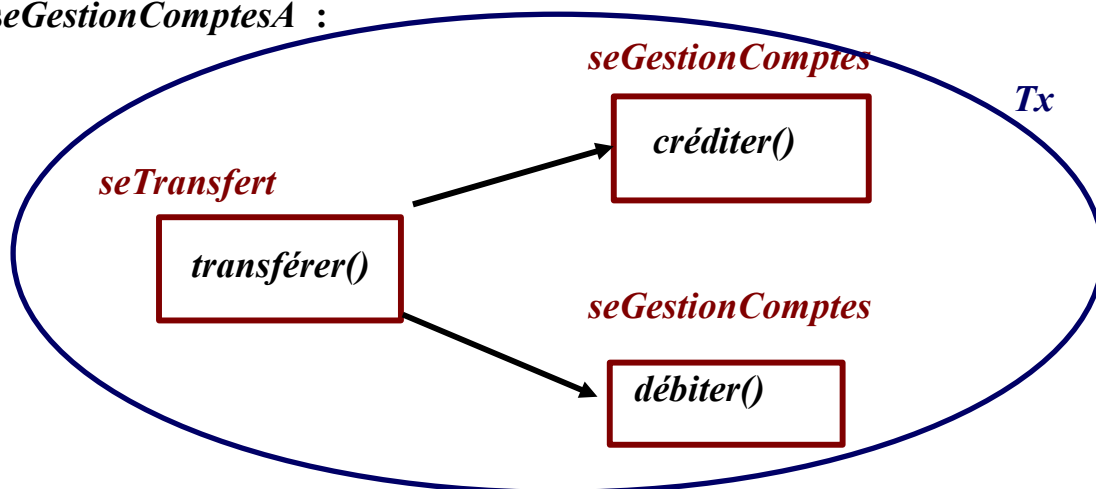 seGestionComptesA :
seGestionComptes
Tx
créditer()
seTransfert
transférer()
seGestionComptes
débiter()